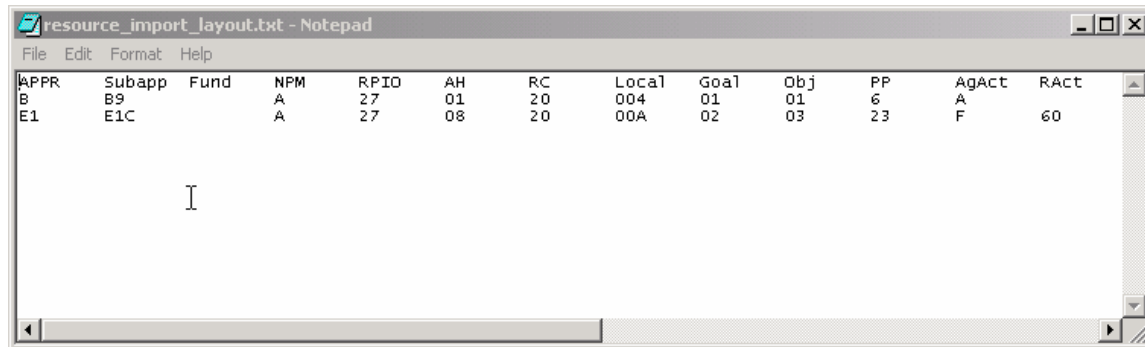 resource_import_layout.txt - Notepad
File Edit Format Help
APPR Subapp Fund NPM RPIO AH RC Local Goal Obj PP AgAct RAct
B B9 A 27 01 20 004 01 01 6 A
E1 E1C A 27 08 20 00A 02 03 23 F 60